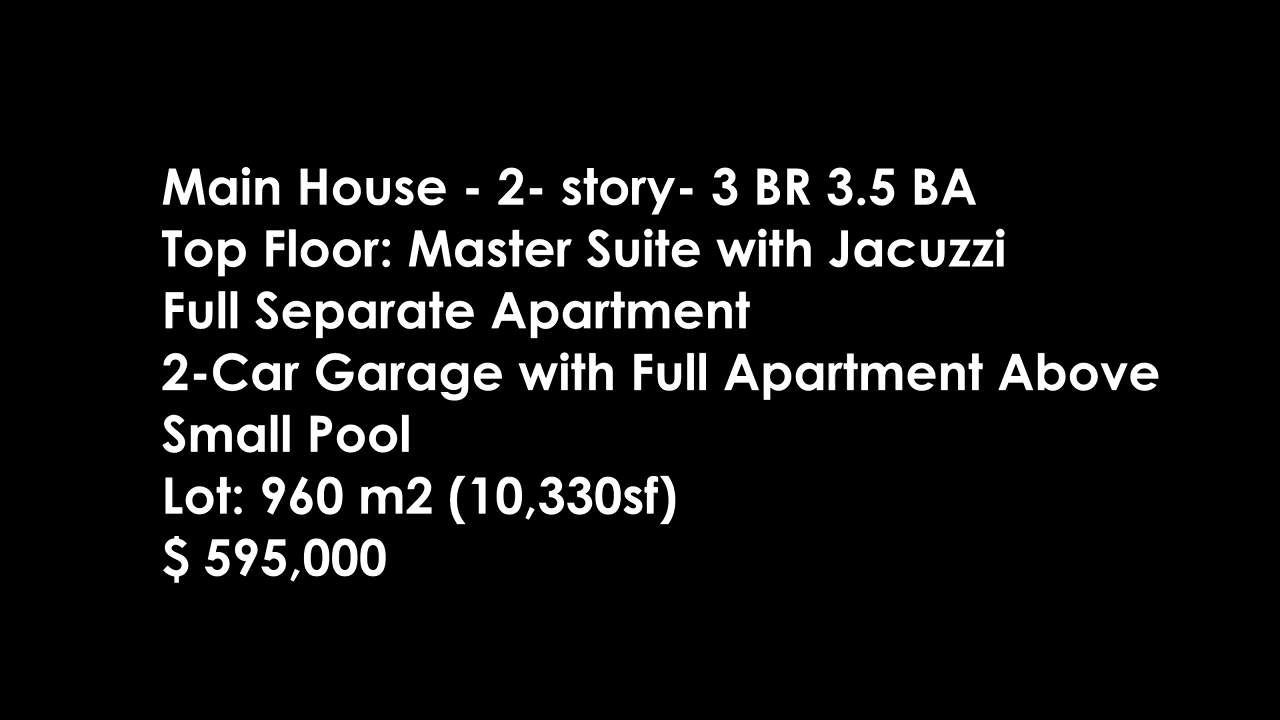 Main House - 2- story- 3 BR 3.5 BA
Top Floor: Master Suite with Jacuzzi
Full Separate Apartment
2-Car Garage with Full Apartment Above
Small Pool
Lot: 960 m2 (10,330sf)
$ 595,000